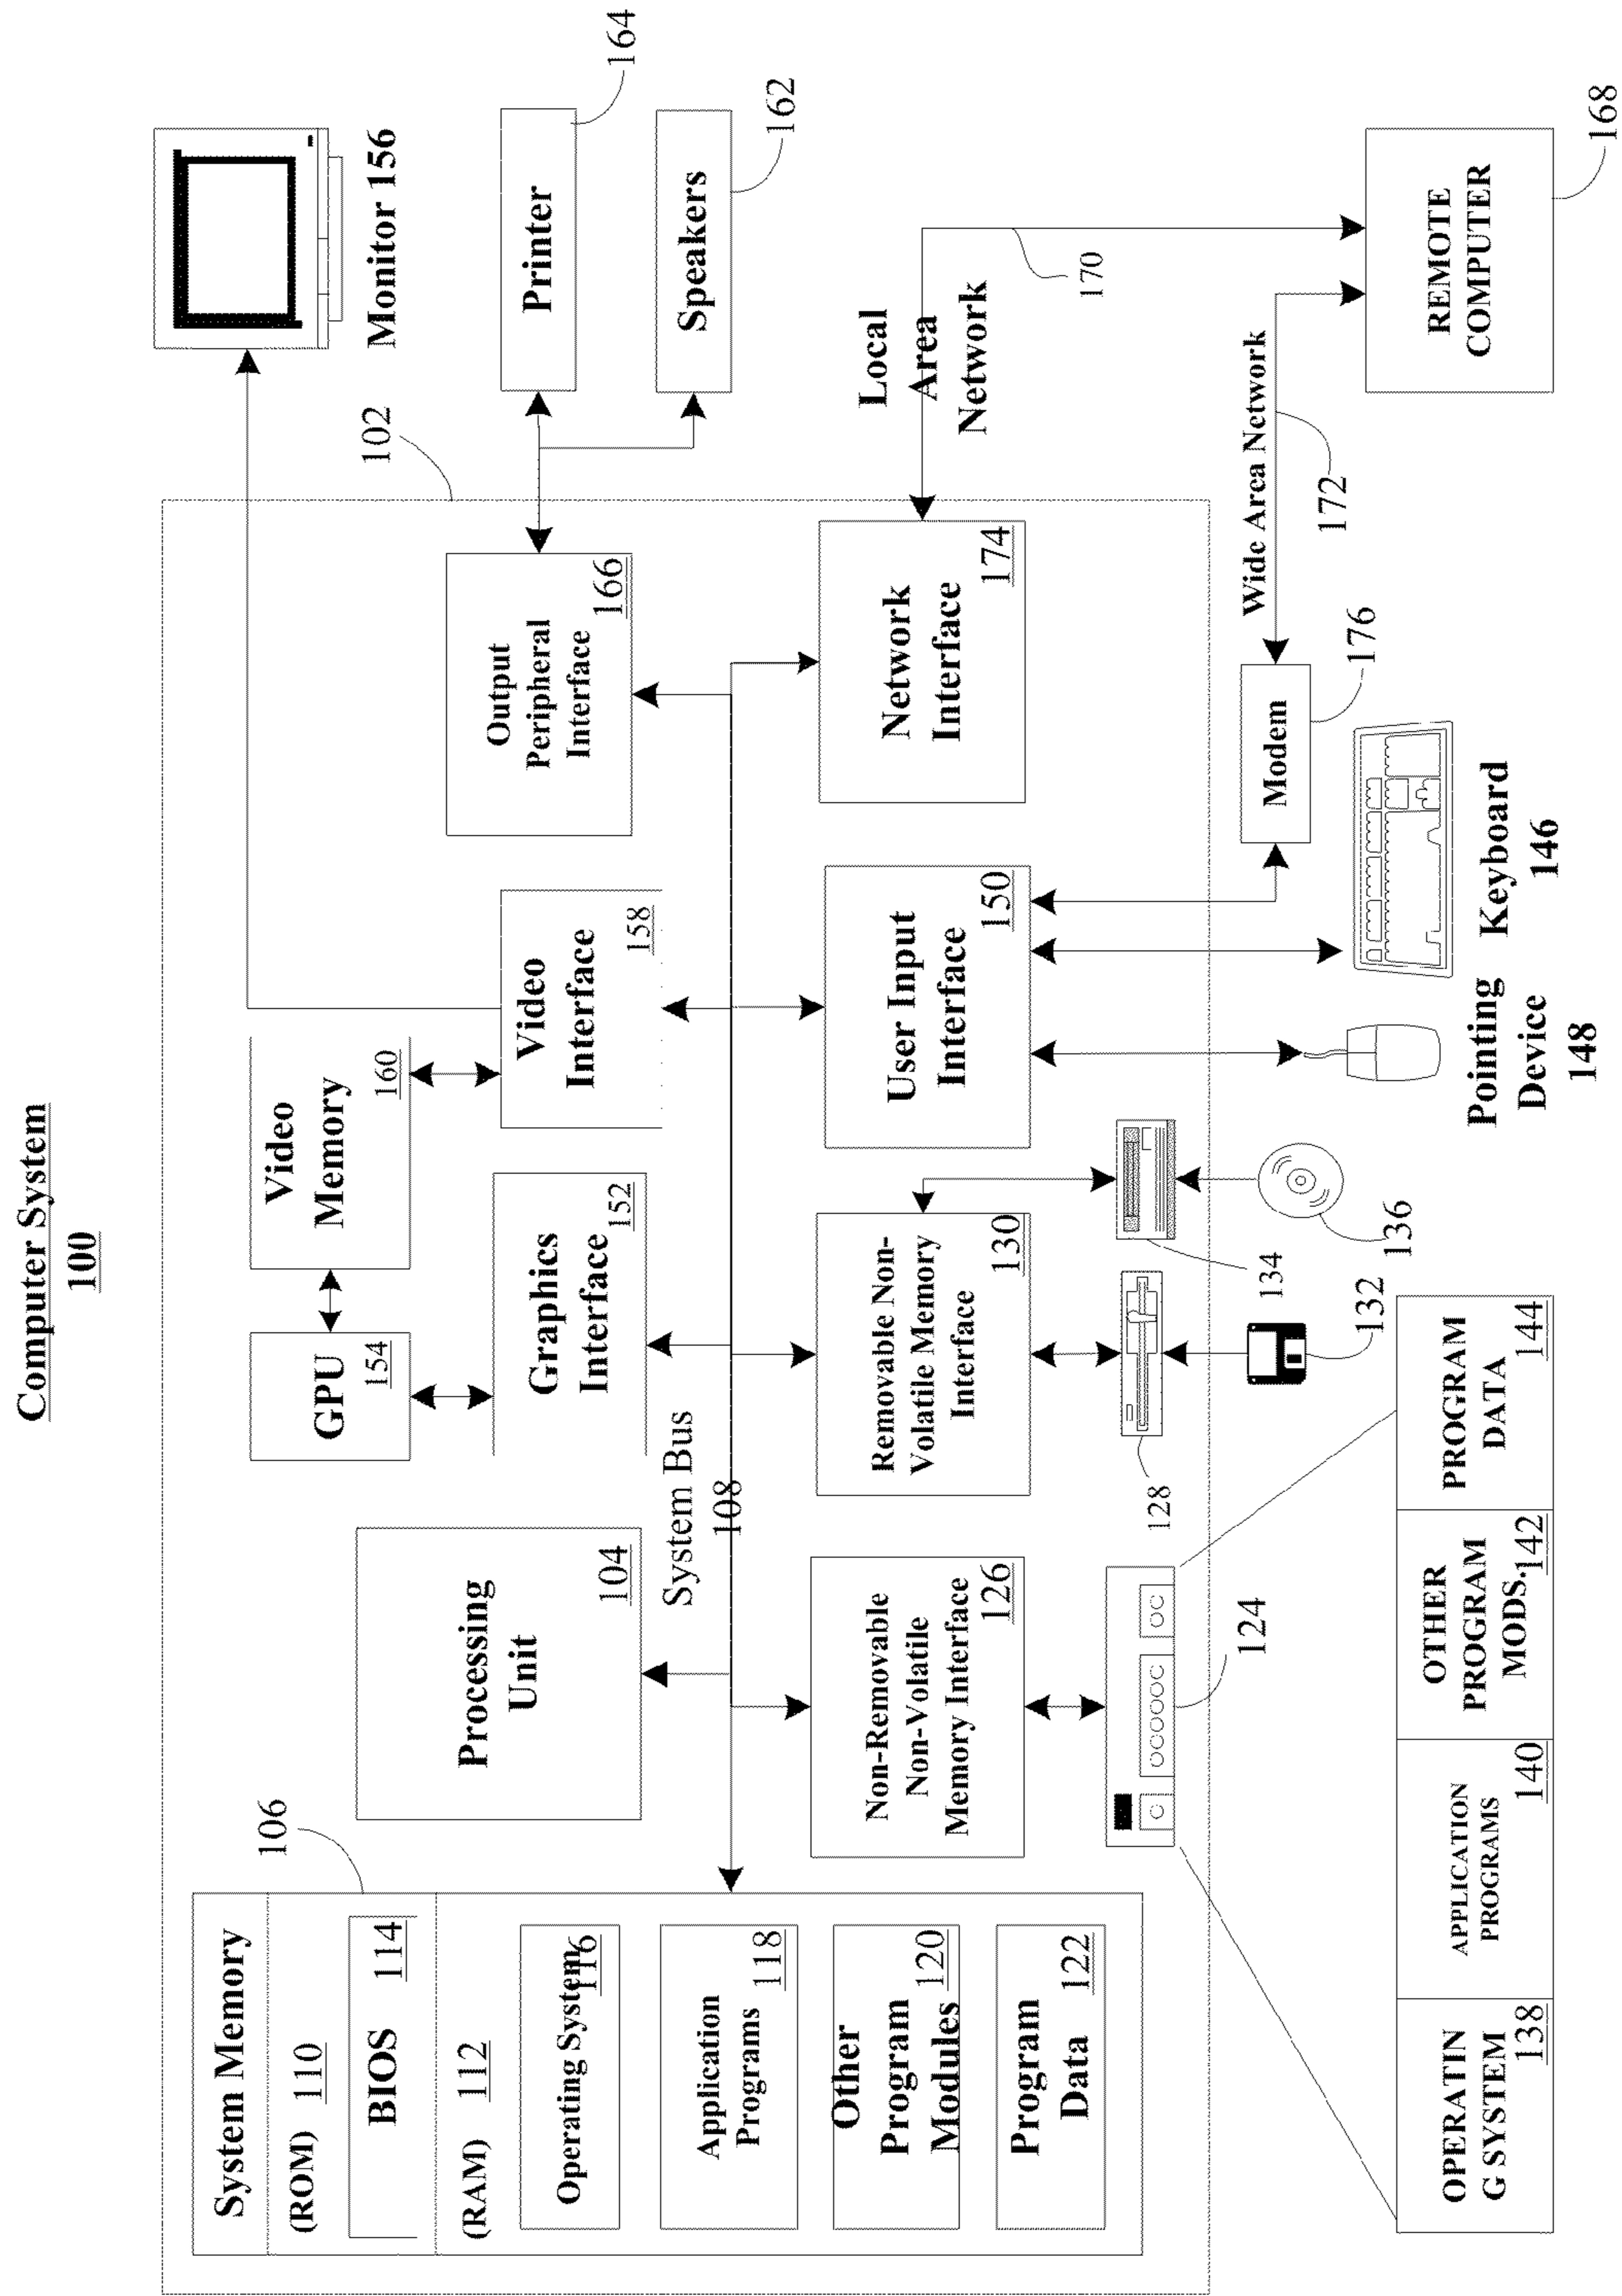 Computer System
100
System Memory
(ROM) 110
BIOS 114
(RAM) 112
Operating System
116
Application
Programs 118
Other
Program
Modules 120
Program
Data 122
106
Processing
Unit
104
System Bus
108
GPU
154
Video
Memory
160
Graphics
Interface
152
Video
Interface
158
Output
Peripheral
Interface
166
102
Monitor 156
Printer
164
Speakers
162
Non-Removable
Non-Volatile
Memory Interface
126
Removable Non-
Volatile Memory
Interface
130
User Input
Interface
150
Network
Interface
174
Local
Area
Network
170
124
128
134
132
136
Pointing
Device
148
Keyboard
146
Modem
176
Wide Area Network
172
REMOTE
COMPUTER
168
OPERATIN
G SYSTEM
138
APPLICATION
PROGRAMS
140
OTHER
PROGRAM
MODS.142
PROGRAM
DATA
144